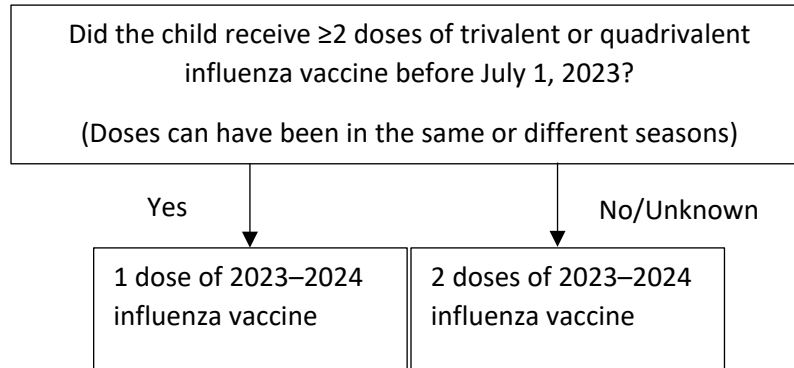 Did the child receive ≥2 doses of trivalent or quadrivalent
influenza vaccine before July 1, 2023?
(Doses can have been in the same or different seasons)
Yes
No/Unknown
1 dose of 2023–2024
influenza vaccine
2 doses of 2023–2024
influenza vaccine